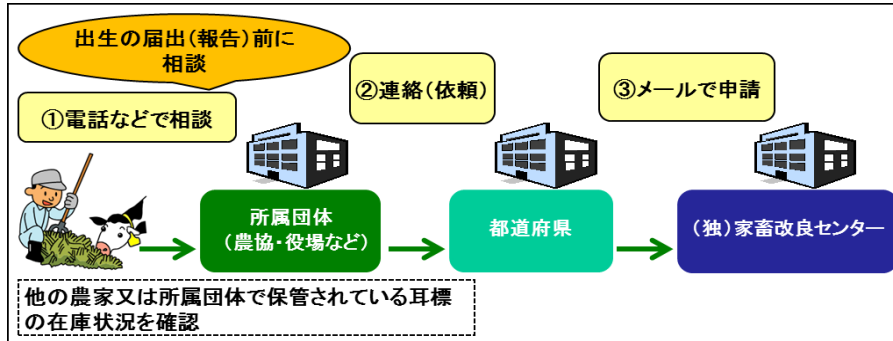 出生の届出(報告)前に
相談
①電話などで相談
②連絡(依頼)
③メールで申請
所属団体
(農協・役場など)
都道府県
(独)家畜改良センター
他の農家又は所属団体で保管されている耳標
の在庫状況を確認